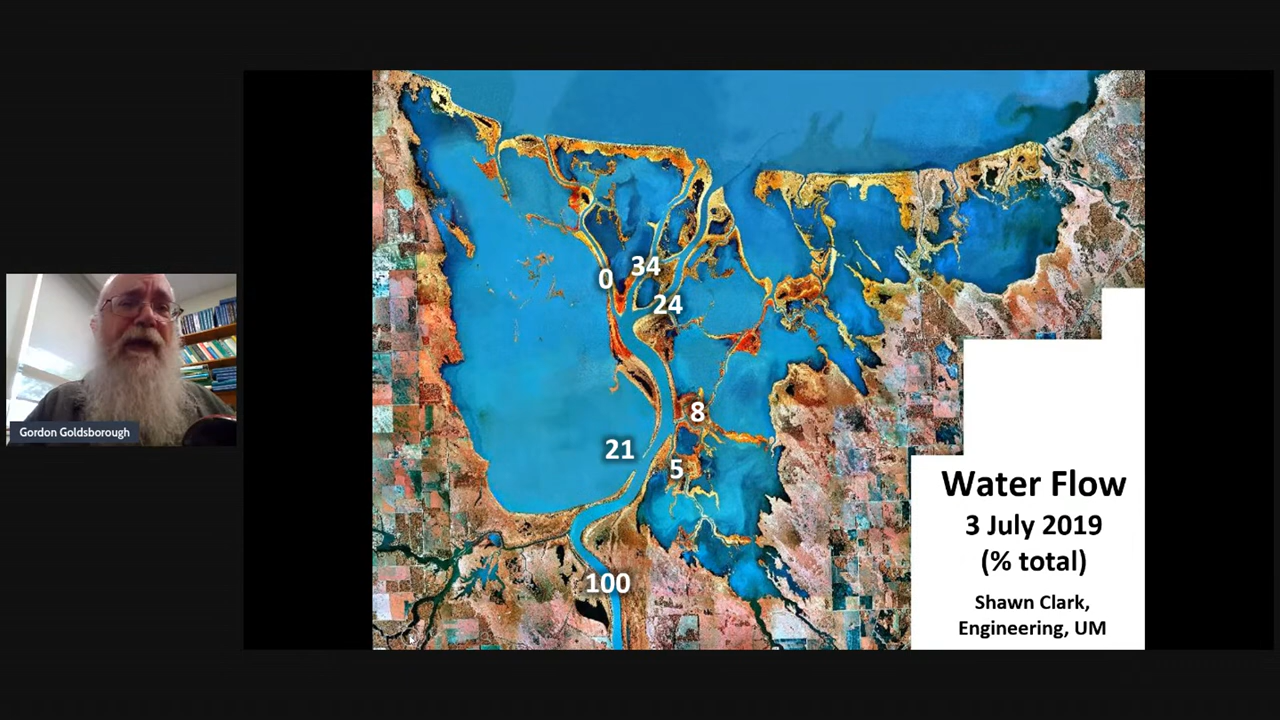 0
34
24
8
21
5
100
Water Flow
3 July 2019
(% total)
Shawn Clark,
Engineering, UM
Gordon Goldsborough